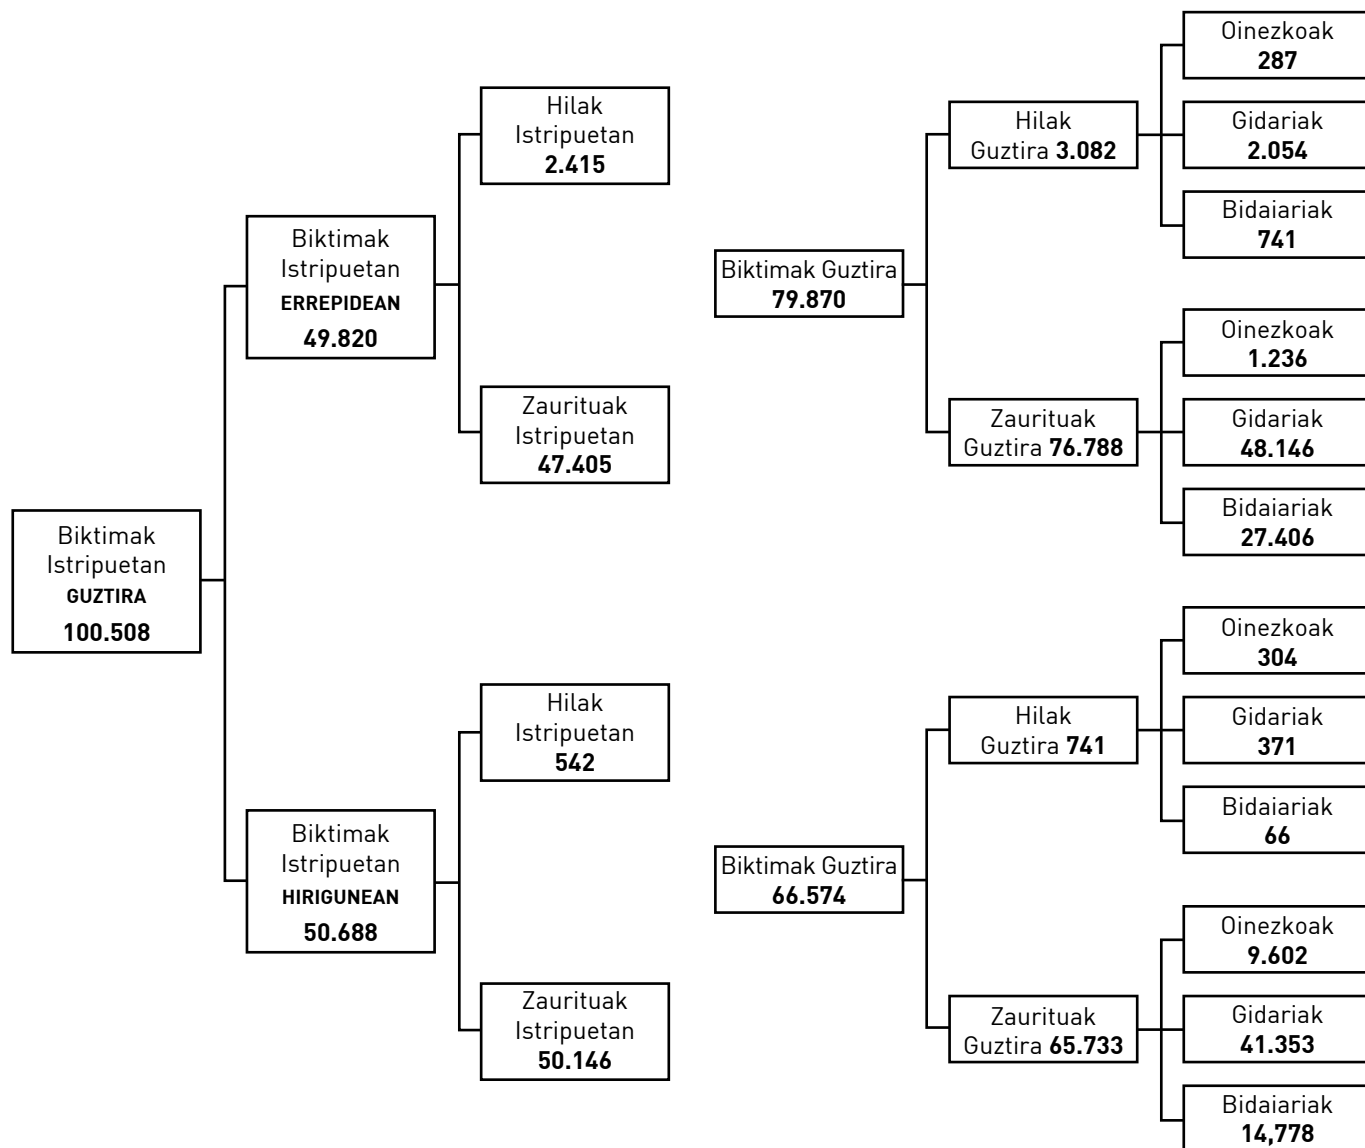 Biktimak
Istripuetan
GUZTIRA
100.508
Biktimak
Istripuetan
ERREPIDEAN
49.820
Hilak
Istripuetan
2.415
Zaurituak
Istripuetan
47.405
Biktimak
Istripuetan
HIRIGUNEAN
50.688
Hilak
Istripuetan
542
Zaurituak
Istripuetan
50.146
Biktimak Guztira
79.870
Hilak
Guztira 3.082
Oinezkoak
287
Gidariak
2.054
Bidaiariak
741
Zaurituak
Guztira 76.788
Oinezkoak
1.236
Gidariak
48.146
Bidaiariak
27.406
Biktimak Guztira
66.574
Hilak
Guztira 741
Oinezkoak
304
Gidariak
371
Bidaiariak
66
Zaurituak
Guztira 65.733
Oinezkoak
9.602
Gidariak
41.353
Bidaiariak
14,778